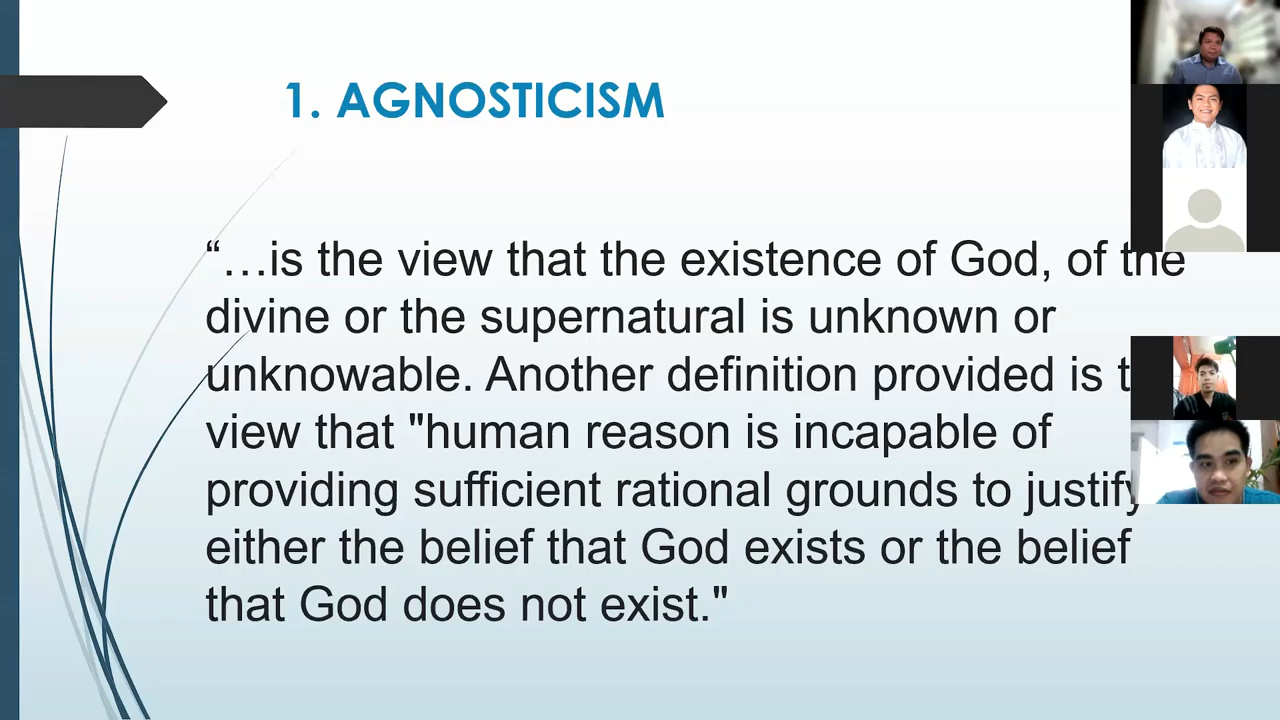 1. AGNOSTICISM
“…is the view that the existence of God, of the
divine or the supernatural is unknown or
unknowable. Another definition provided is
view that "human reason is incapable of
providing sufficient rational grounds to justify
either the belief that God exists or the belief
that God does not exist."